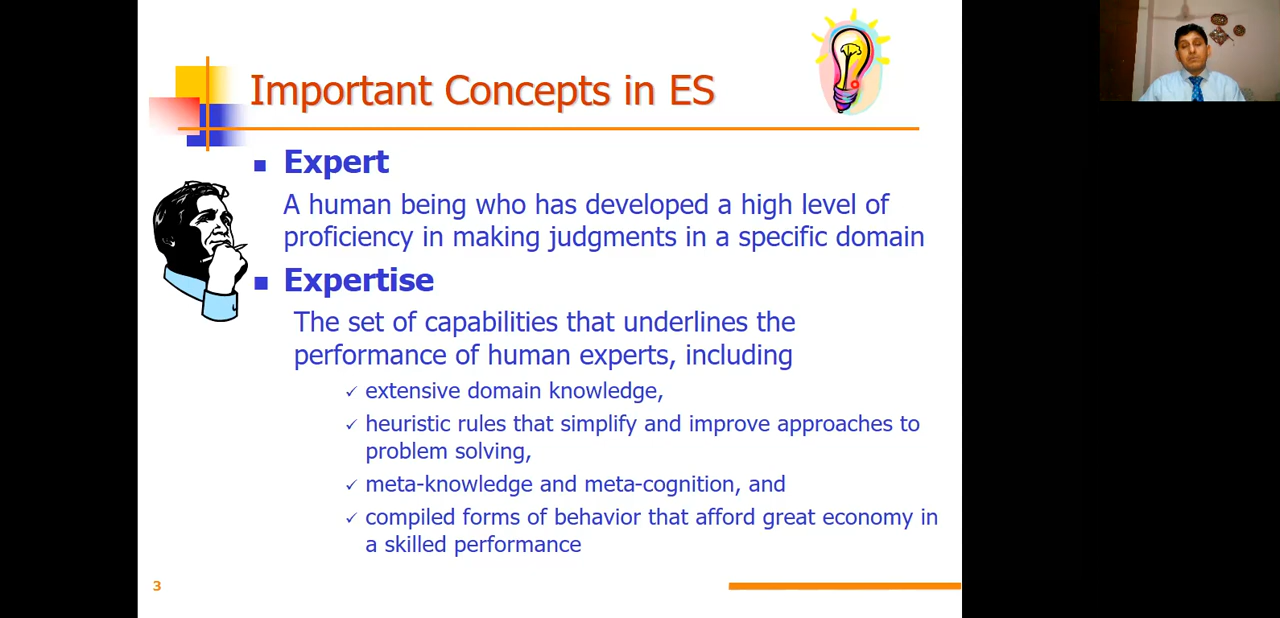 Important Concepts in ES
Expert
A human being who has developed a high level of
proficiency in making judgments in a specific domain
Expertise
The set of capabilities that underlines the
performance of human experts, including
extensive domain knowledge,
heuristic rules that simplify and improve approaches to
problem solving,
meta-knowledge and meta-cognition, and
compiled forms of behavior that afford great economy in
a skilled performance
3